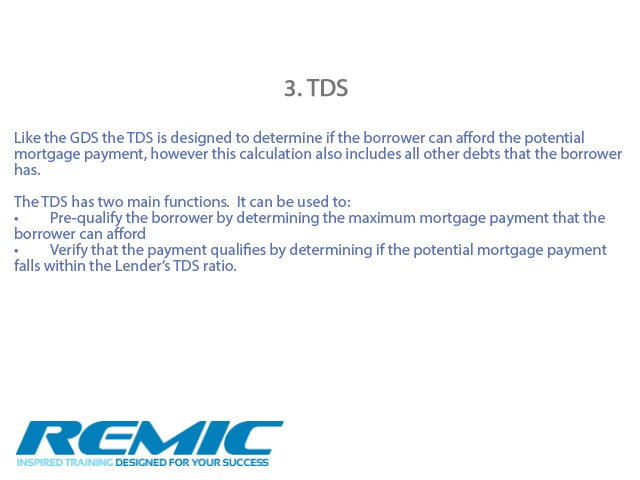 3. TDS
Like the GDS the TDS is designed to determine if the borrower can afford the potential
mortgage payment, however this calculation also includes all other debts that the borrower
has.
The TDS has two main functions.  It can be used to:
•	Pre-qualify the borrower by determining the maximum mortgage payment that the
borrower can afford
•	Verify that the payment qualifies by determining if the potential mortgage payment
falls within the Lender’s TDS ratio.
REMIC
INSPIRED TRAINING DESIGNED FOR YOUR SUCCESS